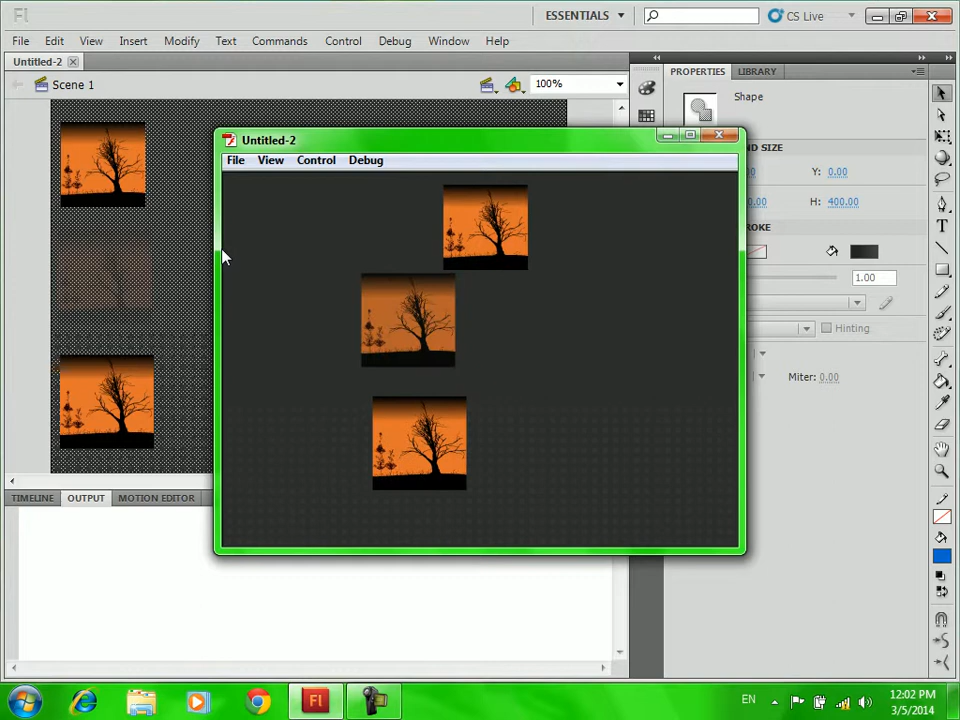 Fl
ESSENTIALS
CS Live
File Edit View Insert Modify Text Commands Control Debug Window Help
Untitled-2
Scene 1
100%
PROPERTIES LIBRARY
Shape
Untitled-2
File View Control Debug
ND SIZE
Y: 0.00
H: 400.00
ROKE
1.00
Hinting
Miter: 0.00
TIMELINE OUTPUT MOTION EDITOR
Fl
EN
12:02 PM
3/5/2014